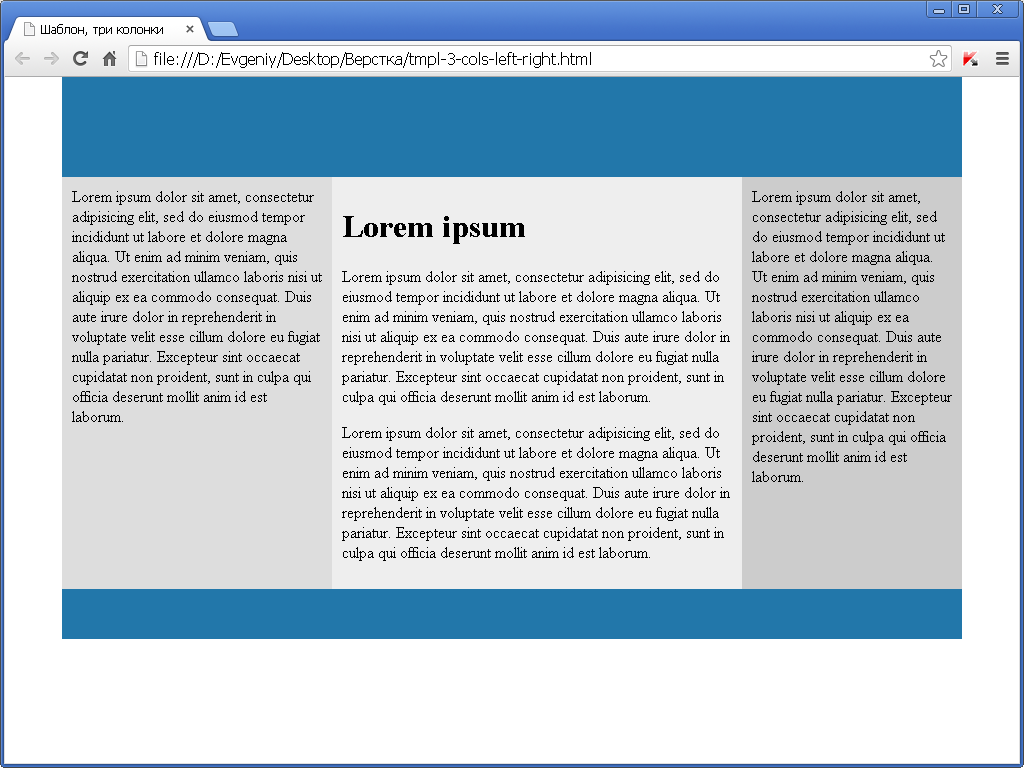 Шаблон, три колонки
file:///D:/Evgeniy/Desktop/Верстка/tmpl-3-cols-left-right.html
Lorem ipsum dolor sit amet, consectetur
adipisicing elit, sed do eiusmod tempor
incididunt ut labore et dolore magna
aliqua. Ut enim ad minim veniam, quis
nostrud exercitation ullamco laboris nisi ut
aliquip ex ea commodo consequat. Duis
aute irure dolor in reprehenderit in
voluptate velit esse cillum dolore eu fugiat
nulla pariatur. Excepteur sint occaecat
cupidatat non proident, sunt in culpa qui
officia deserunt mollit anim id est
laborum.
Lorem ipsum
Lorem ipsum dolor sit amet, consectetur adipisicing elit, sed do
eiusmod tempor incididunt ut labore et dolore magna aliqua. Ut
enim ad minim veniam, quis nostrud exercitation ullamco laboris
nisi ut aliquip ex ea commodo consequat. Duis aute irure dolor in
reprehenderit in voluptate velit esse cillum dolore eu fugiat nulla
pariatur. Excepteur sint occaecat cupidatat non proident, sunt in
culpa qui officia deserunt mollit anim id est laborum.
Lorem ipsum dolor sit amet, consectetur adipisicing elit, sed do
eiusmod tempor incididunt ut labore et dolore magna aliqua. Ut
enim ad minim veniam, quis nostrud exercitation ullamco laboris
nisi ut aliquip ex ea commodo consequat. Duis aute irure dolor in
reprehenderit in voluptate velit esse cillum dolore eu fugiat nulla
pariatur. Excepteur sint occaecat cupidatat non proident, sunt in
culpa qui officia deserunt mollit anim id est laborum.
Lorem ipsum dolor sit amet,
consectetur adipisicing elit, sed
do eiusmod tempor incididunt ut
labore et dolore magna aliqua.
Ut enim ad minim veniam, quis
nostrud exercitation ullamco
laboris nisi ut aliquip ex ea
commodo consequat. Duis aute
irure dolor in reprehenderit in
voluptate velit esse cillum dolore
eu fugiat nulla pariatur. Excepteur
sint occaecat cupidatat non
proident, sunt in culpa qui officia
deserunt mollit anim id est
laborum.